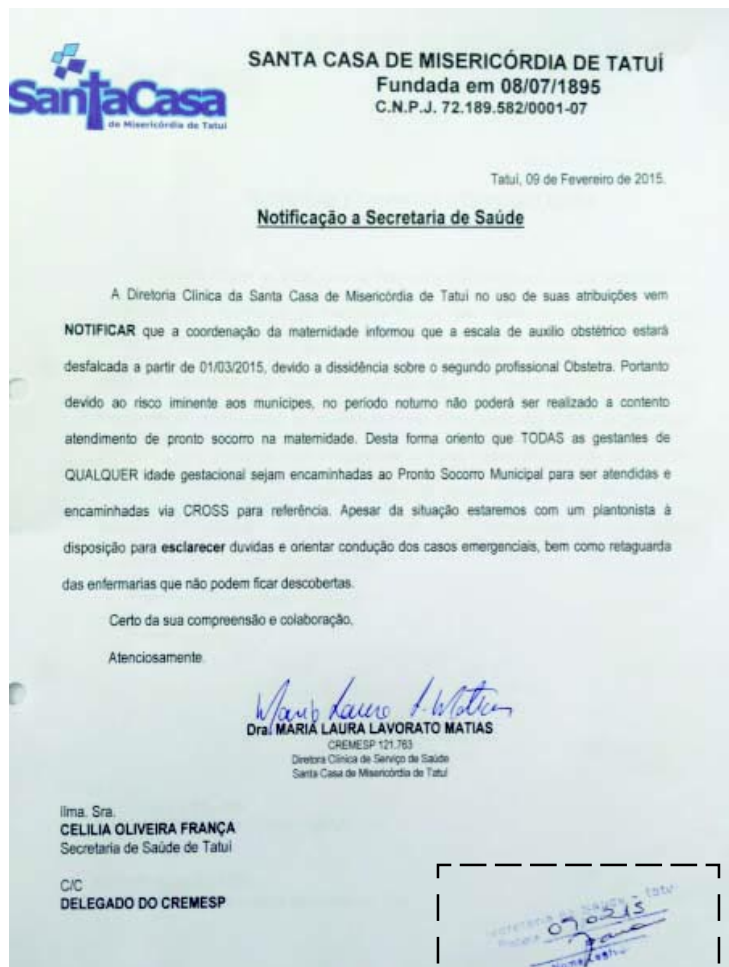 SantaCasa
de Misericórdia de Tatuí
SANTA CASA DE MISERICÓRDIA DE TATUÍ
Fundada em 08/07/1895
C.N.P.J. 72.189.582/0001-07
Tatuí, 09 de Fevereiro de 2015.
Notificação a Secretaria de Saúde
A Diretoria Clínica da Santa Casa de Misericórdia de Tatuí no uso de suas atribuições vem
NOTIFICAR que a coordenação da maternidade informou que a escala de auxilio obstétrico estará
desfalcada a partir de 01/03/2015, devido a dissidência sobre o segundo profissional Obstetra. Portanto
devido ao risco iminente aos munícipes, no período noturno não poderá ser realizado a contento
atendimento de pronto socorro na maternidade. Desta forma oriento que TODAS as gestantes de
QUALQUER idade gestacional sejam encaminhadas ao Pronto Socorro Municipal para ser atendidas e
encaminhadas via CROSS para referência. Apesar da situação estaremos com um plantonista à
disposição para esclarecer duvidas e orientar condução dos casos emergenciais, bem como retaguarda
das enfermarias que não podem ficar descobertas.
Certo da sua compreensão e colaboração,
Atenciosamente.
Dra. MARIA LAURA LAVORATO MATIAS
CREMESP 121.763
Diretora Clínica de Serviço de Saúde
Santa Casa de Misericórdia de Tatuí
Ilma. Sra.
CELILIA OLIVEIRA FRANÇA
Secretaria de Saúde de Tatuí
C/C
DELEGADO DO CREMESP
Secretaria de Saúde - Tatuí